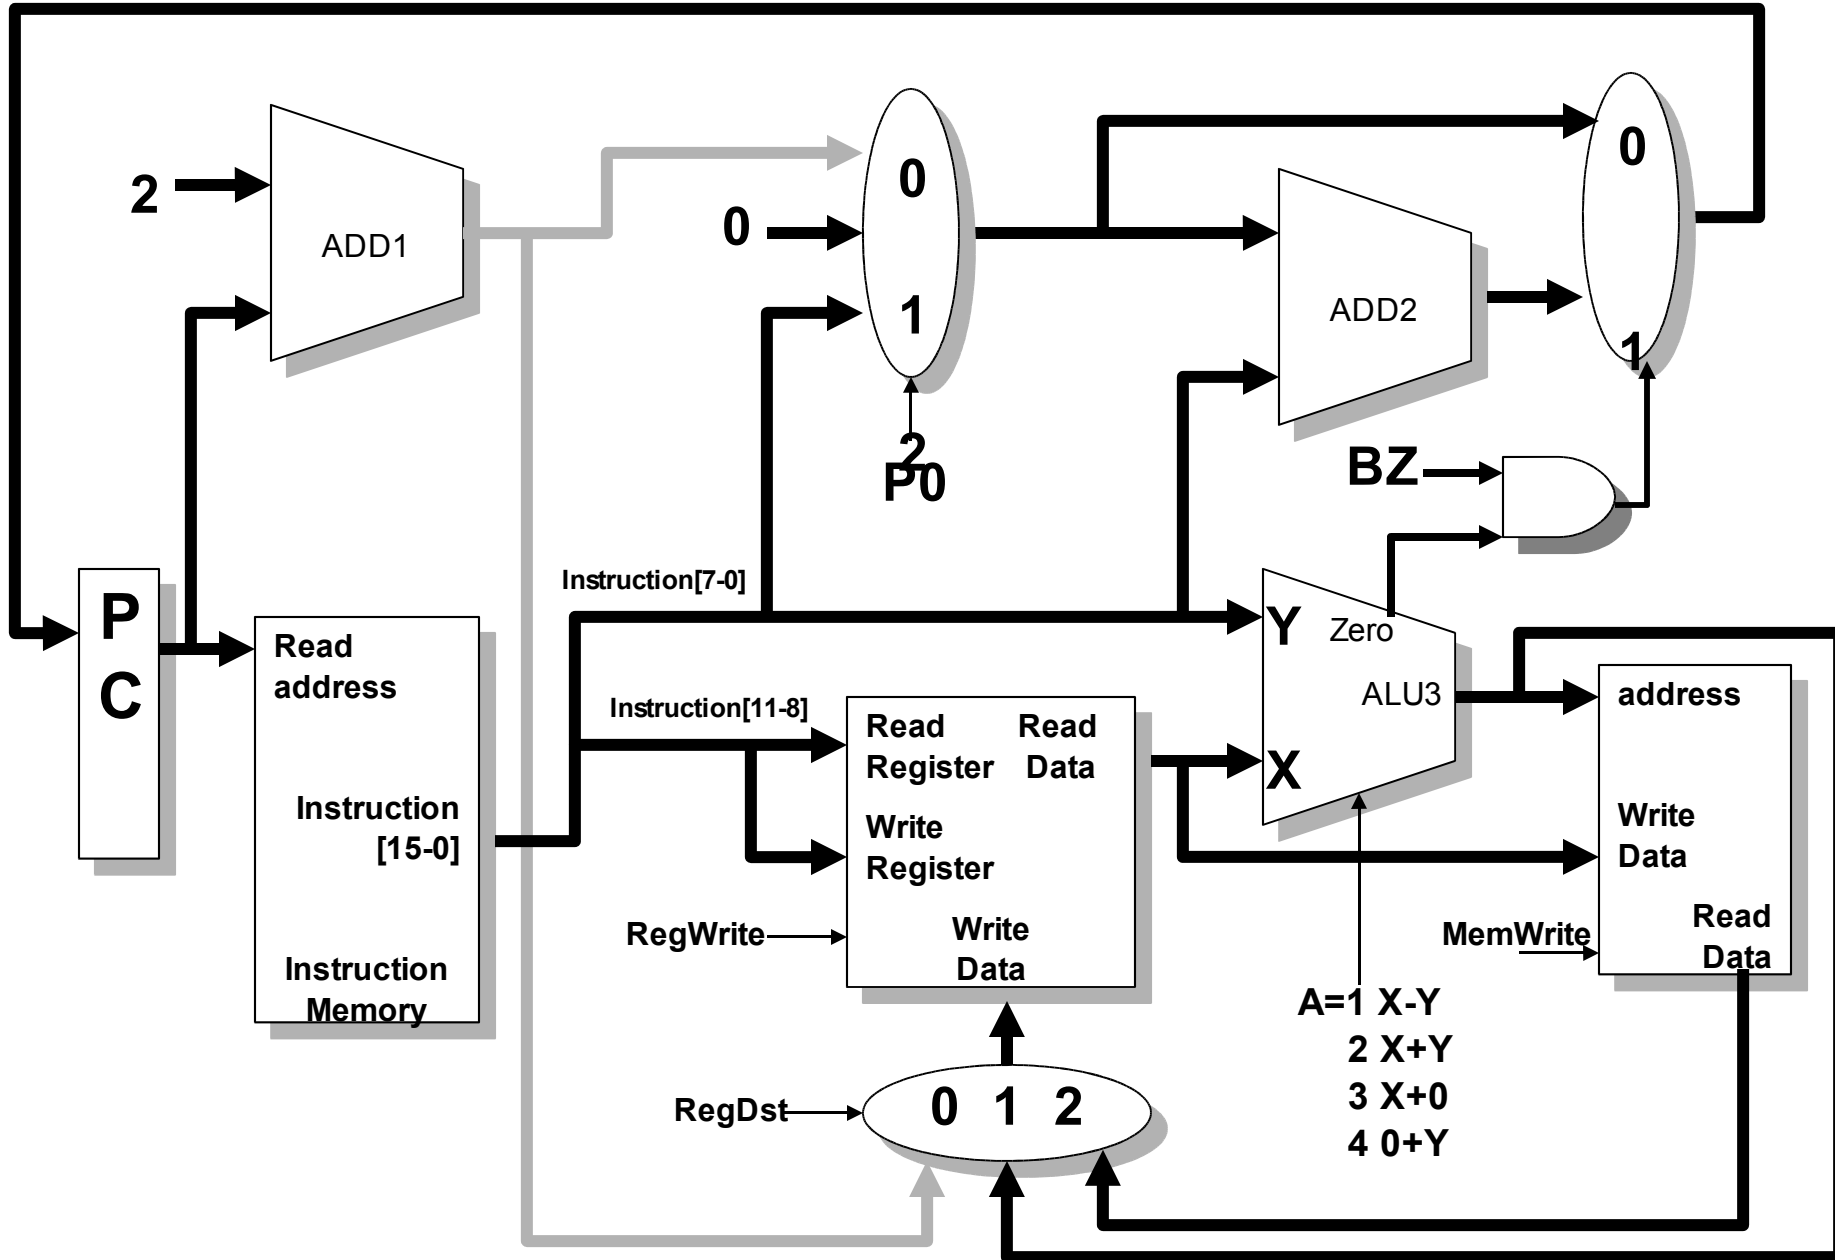 2
ADD1
0
0
1
2
P0
ADD2
0
1
BZ
P
C
Read
address
Instruction
[15-0]
Instruction
Memory
Instruction[7-0]
Instruction[11-8]
Read
Register
Read
Data
Write
Register
Write
Data
RegWrite
RegDst
0 1 2
Y
Zero
ALU3
X
A=1 X-Y
2 X+Y
3 X+0
4 0+Y
address
Write
Data
Read
Data
MemWrite